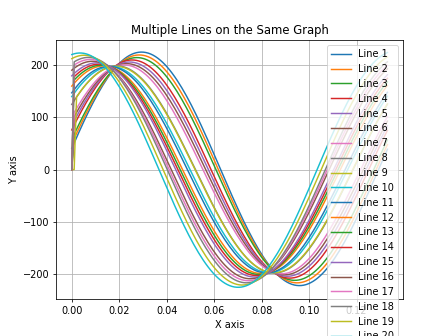 Multiple Lines on the Same Graph
Y axis
200
100
0
−100
−200
0.00 0.02 0.04 0.06 0.08 0.10
X axis
Line 1
Line 2
Line 3
Line 4
Line 5
Line 6
Line 7
Line 8
Line 9
Line 10
Line 11
Line 12
Line 13
Line 14
Line 15
Line 16
Line 17
Line 18
Line 19
Line 20